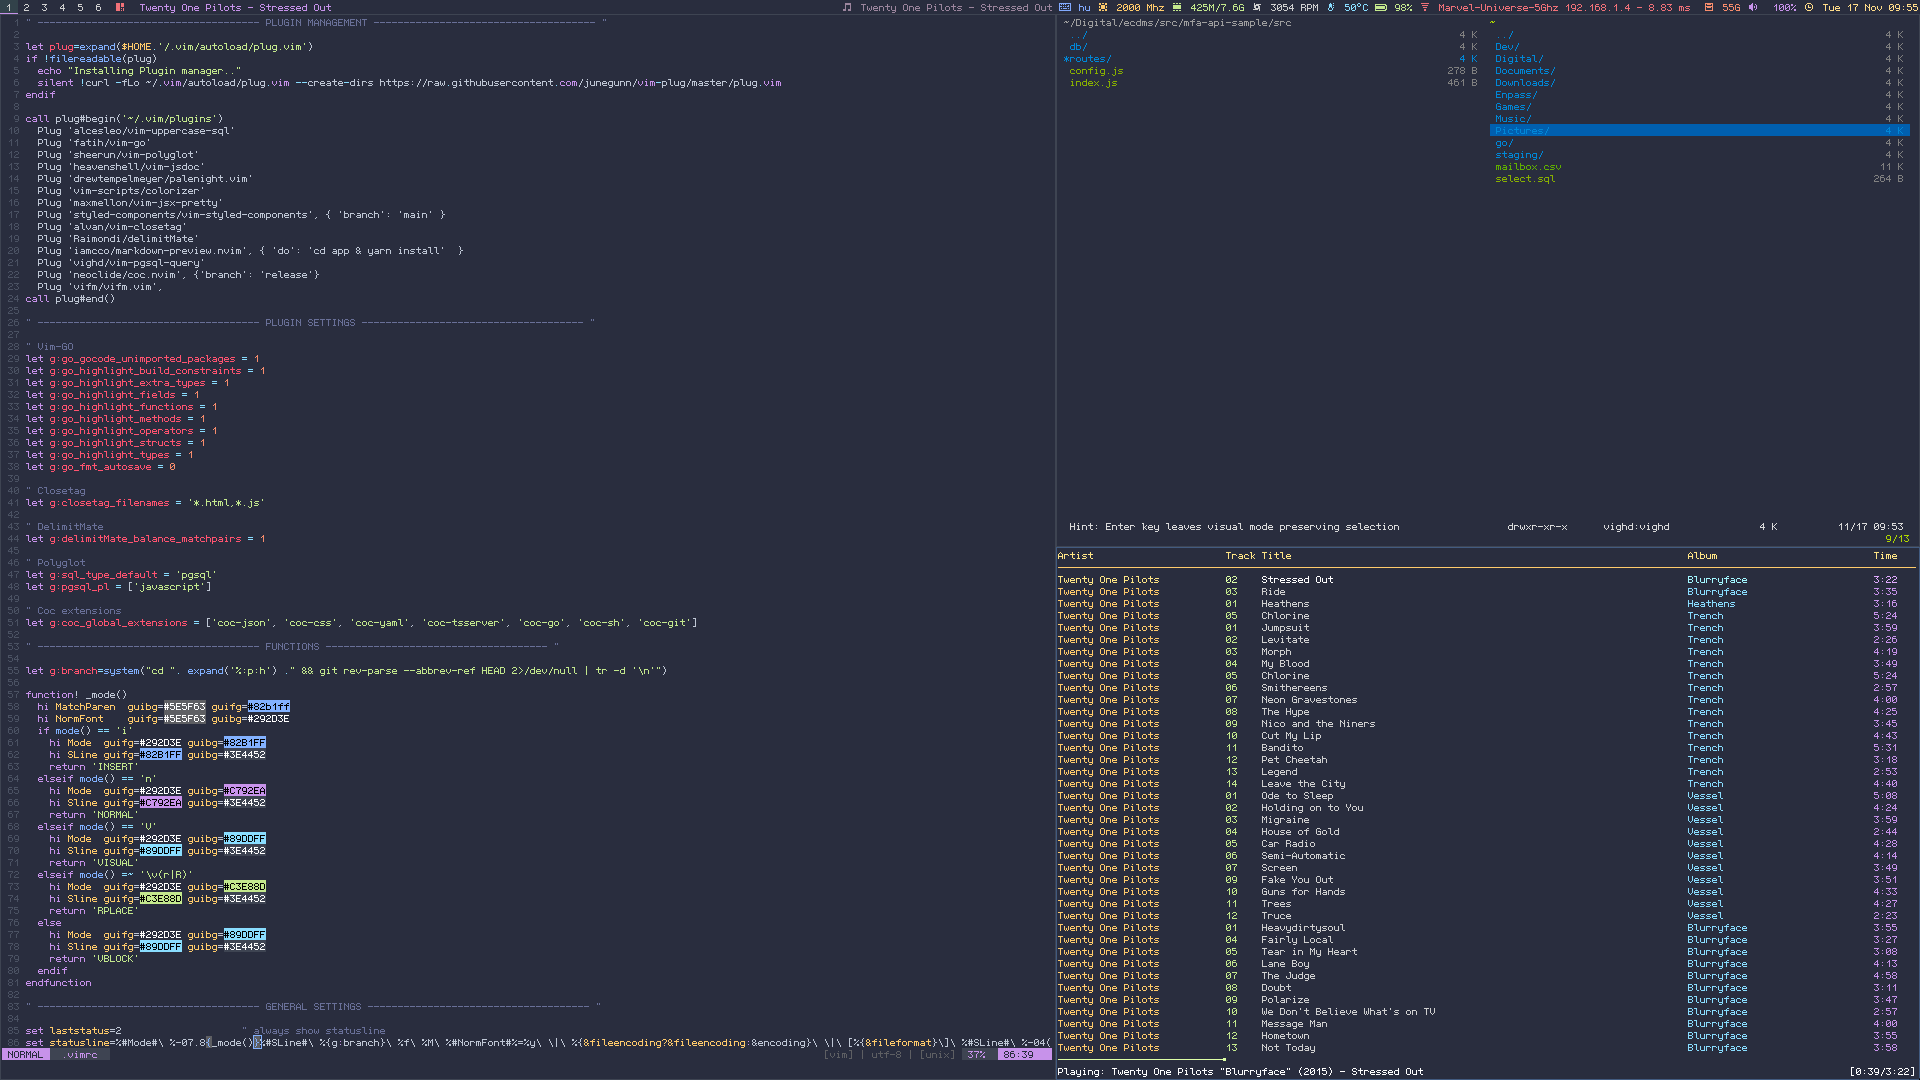 1 2 3 4 5 6 Twenty One Pilots - Stressed Out
Twenty One Pilots - Stressed Out hu 2000 Mhz 425M/7.6G 3054 RPM 50°C 98% Marvel-Universe-5Ghz 192.168.1.4 - 8.83 ms 55G 100% Tue 17 Nov 09:55
1 " ------------------------------------- PLUGIN MANAGEMENT ------------------------------------- "
2
3 let plug=expand($HOME.'/.vim/autoload/plug.vim')
4 if !filereadable(plug)
5 echo "Installing Plugin manager.."
6 silent !curl -fLo ~/.vim/autoload/plug.vim --create-dirs https://raw.githubusercontent.com/junegunn/vim-plug/master/plug.vim
7 endif
8
9 call plug#begin('~/.vim/plugins')
10 Plug 'alcesleo/vim-uppercase-sql'
11 Plug 'fatih/vim-go'
12 Plug 'sheerun/vim-polyglot'
13 Plug 'heavenshell/vim-jsdoc'
14 Plug 'drewtempelmeyer/palenight.vim'
15 Plug 'vim-scripts/colorizer'
16 Plug 'maxmellon/vim-jsx-pretty'
17 Plug 'styled-components/vim-styled-components', { 'branch': 'main' }
18 Plug 'alvan/vim-closetag'
19 Plug 'Raimondi/delimitMate'
20 Plug 'iamcco/markdown-preview.nvim', { 'do': 'cd app & yarn install'  }
21 Plug 'vighd/vim-pgsql-query'
22 Plug 'neoclide/coc.nvim', {'branch': 'release'}
23 Plug 'vifm/vifm.vim',
24 call plug#end()
25
26 " ------------------------------------- PLUGIN SETTINGS ------------------------------------- "
27
28 " Vim-GO
29 let g:go_gocode_unimported_packages = 1
30 let g:go_highlight_build_constraints = 1
31 let g:go_highlight_extra_types = 1
32 let g:go_highlight_fields = 1
33 let g:go_highlight_functions = 1
34 let g:go_highlight_methods = 1
35 let g:go_highlight_operators = 1
36 let g:go_highlight_structs = 1
37 let g:go_highlight_types = 1
38 let g:go_fmt_autosave = 0
39
40 " Closetag
41 let g:closetag_filenames = '*.html,*.js'
42
43 " DelimitMate
44 let g:delimitMate_balance_matchpairs = 1
45
46 " Polyglot
47 let g:sql_type_default = 'pgsql'
48 let g:pgsql_pl = ['javascript']
49
50 " Coc extensions
51 let g:coc_global_extensions = ['coc-json', 'coc-css', 'coc-yaml', 'coc-tsserver', 'coc-go', 'coc-sh', 'coc-git']
52
53 " ------------------------------------- FUNCTIONS ------------------------------------- "
54
55 let g:branch=system("cd ". expand('%:p:h') ." && git rev-parse --abbrev-ref HEAD 2>/dev/null | tr -d '\n'")
56
57 function! _mode()
58 hi MatchParen guibg=#5E5F63 guifg=#82b1ff
59 hi NormFont guifg=#5E5F63 guibg=#292D3E
60 if mode() == 'i'
61 hi Mode guifg=#292D3E guibg=#82B1FF
62 hi SLine guifg=#82B1FF guibg=#3E4452
63 return 'INSERT'
64 elseif mode() == 'n'
65 hi Mode guifg=#292D3E guibg=#C792EA
66 hi Sline guifg=#C792EA guibg=#3E4452
67 return 'NORMAL'
68 elseif mode() == 'V'
69 hi Mode guifg=#292D3E guibg=#89DDFF
70 hi Sline guifg=#89DDFF guibg=#3E4452
71 return 'VISUAL'
72 elseif mode() =~ '\v(r|R)'
73 hi Mode guifg=#292D3E guibg=#C3E88D
74 hi Sline guifg=#C3E88D guibg=#3E4452
75 return 'RPLACE'
76 else
77 hi Mode guifg=#292D3E guibg=#89DDFF
78 hi Sline guifg=#89DDFF guibg=#3E4452
79 return 'VBLOCK'
80 endif
81 endfunction
82
83 " ------------------------------------- GENERAL SETTINGS ------------------------------------- "
84
85 set laststatus=2 " always show statusline
86 set statusline=%#Mode#\ %-07.8{_mode()}%#SLine#\ %{g:branch}\ %f\ %M\ %#NormFont#%=%y\ \|\ %{&fileencoding?&fileencoding:&encoding}\ \|\ [%{&fileformat}\]\ %#SLine#\ %-04(
NORMAL .vimrc [vim] | utf-8 | [unix] 37% 86:39
~/Digital/ecdms/src/mfa-api-sample/src
../ 4 K
db/ 4 K
*routes/ 4 K
config.js 278 B
index.js 461 B
~
../ 4 K
Dev/ 4 K
Digital/ 4 K
Documents/ 4 K
Downloads/ 4 K
Enpass/ 4 K
Games/ 4 K
Music/ 4 K
Pictures/ 4 K
go/ 4 K
staging/ 4 K
mailbox.csv 11 K
select.sql 264 B
Hint: Enter key leaves visual mode preserving selection drwxr-xr-x vighd:vighd 4 K 11/17 09:53
9/13
Artist Track Title Album Time
Twenty One Pilots 02 Stressed Out Blurryface 3:22
Twenty One Pilots 03 Ride Blurryface 3:35
Twenty One Pilots 01 Heathens Heathens 3:16
Twenty One Pilots 05 Chlorine Trench 5:24
Twenty One Pilots 01 Jumpsuit Trench 3:59
Twenty One Pilots 02 Levitate Trench 2:26
Twenty One Pilots 03 Morph Trench 4:19
Twenty One Pilots 04 My Blood Trench 3:49
Twenty One Pilots 05 Chlorine Trench 5:24
Twenty One Pilots 06 Smithereens Trench 2:57
Twenty One Pilots 07 Neon Gravestones Trench 4:00
Twenty One Pilots 08 The Hype Trench 4:25
Twenty One Pilots 09 Nico and the Niners Trench 3:45
Twenty One Pilots 10 Cut My Lip Trench 4:43
Twenty One Pilots 11 Bandito Trench 5:31
Twenty One Pilots 12 Pet Cheetah Trench 3:18
Twenty One Pilots 13 Legend Trench 2:53
Twenty One Pilots 14 Leave the City Trench 4:40
Twenty One Pilots 01 Ode to Sleep Vessel 5:08
Twenty One Pilots 02 Holding on to You Vessel 4:24
Twenty One Pilots 03 Migraine Vessel 3:59
Twenty One Pilots 04 House of Gold Vessel 2:44
Twenty One Pilots 05 Car Radio Vessel 4:28
Twenty One Pilots 06 Semi-Automatic Vessel 4:14
Twenty One Pilots 07 Screen Vessel 3:49
Twenty One Pilots 09 Fake You Out Vessel 3:51
Twenty One Pilots 10 Guns for Hands Vessel 4:33
Twenty One Pilots 11 Trees Vessel 4:27
Twenty One Pilots 12 Truce Vessel 2:23
Twenty One Pilots 01 Heavydirtysoul Blurryface 3:55
Twenty One Pilots 04 Fairly Local Blurryface 3:27
Twenty One Pilots 05 Tear in My Heart Blurryface 3:08
Twenty One Pilots 06 Lane Boy Blurryface 4:13
Twenty One Pilots 07 The Judge Blurryface 4:58
Twenty One Pilots 08 Doubt Blurryface 3:11
Twenty One Pilots 09 Polarize Blurryface 3:47
Twenty One Pilots 10 We Don't Believe What's on TV Blurryface 2:57
Twenty One Pilots 11 Message Man Blurryface 4:00
Twenty One Pilots 12 Hometown Blurryface 3:55
Twenty One Pilots 13 Not Today Blurryface 3:58
Playing: Twenty One Pilots "Blurryface" (2015) - Stressed Out [0:39/3:22]